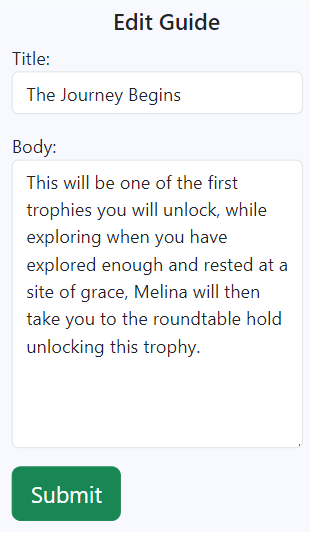 Edit Guide
Title:
The Journey Begins
Body:
This will be one of the first
trophies you will unlock, while
exploring when you have
explored enough and rested at a
site of grace, Melina will then
take you to the roundtable hold
unlocking this trophy.
Submit